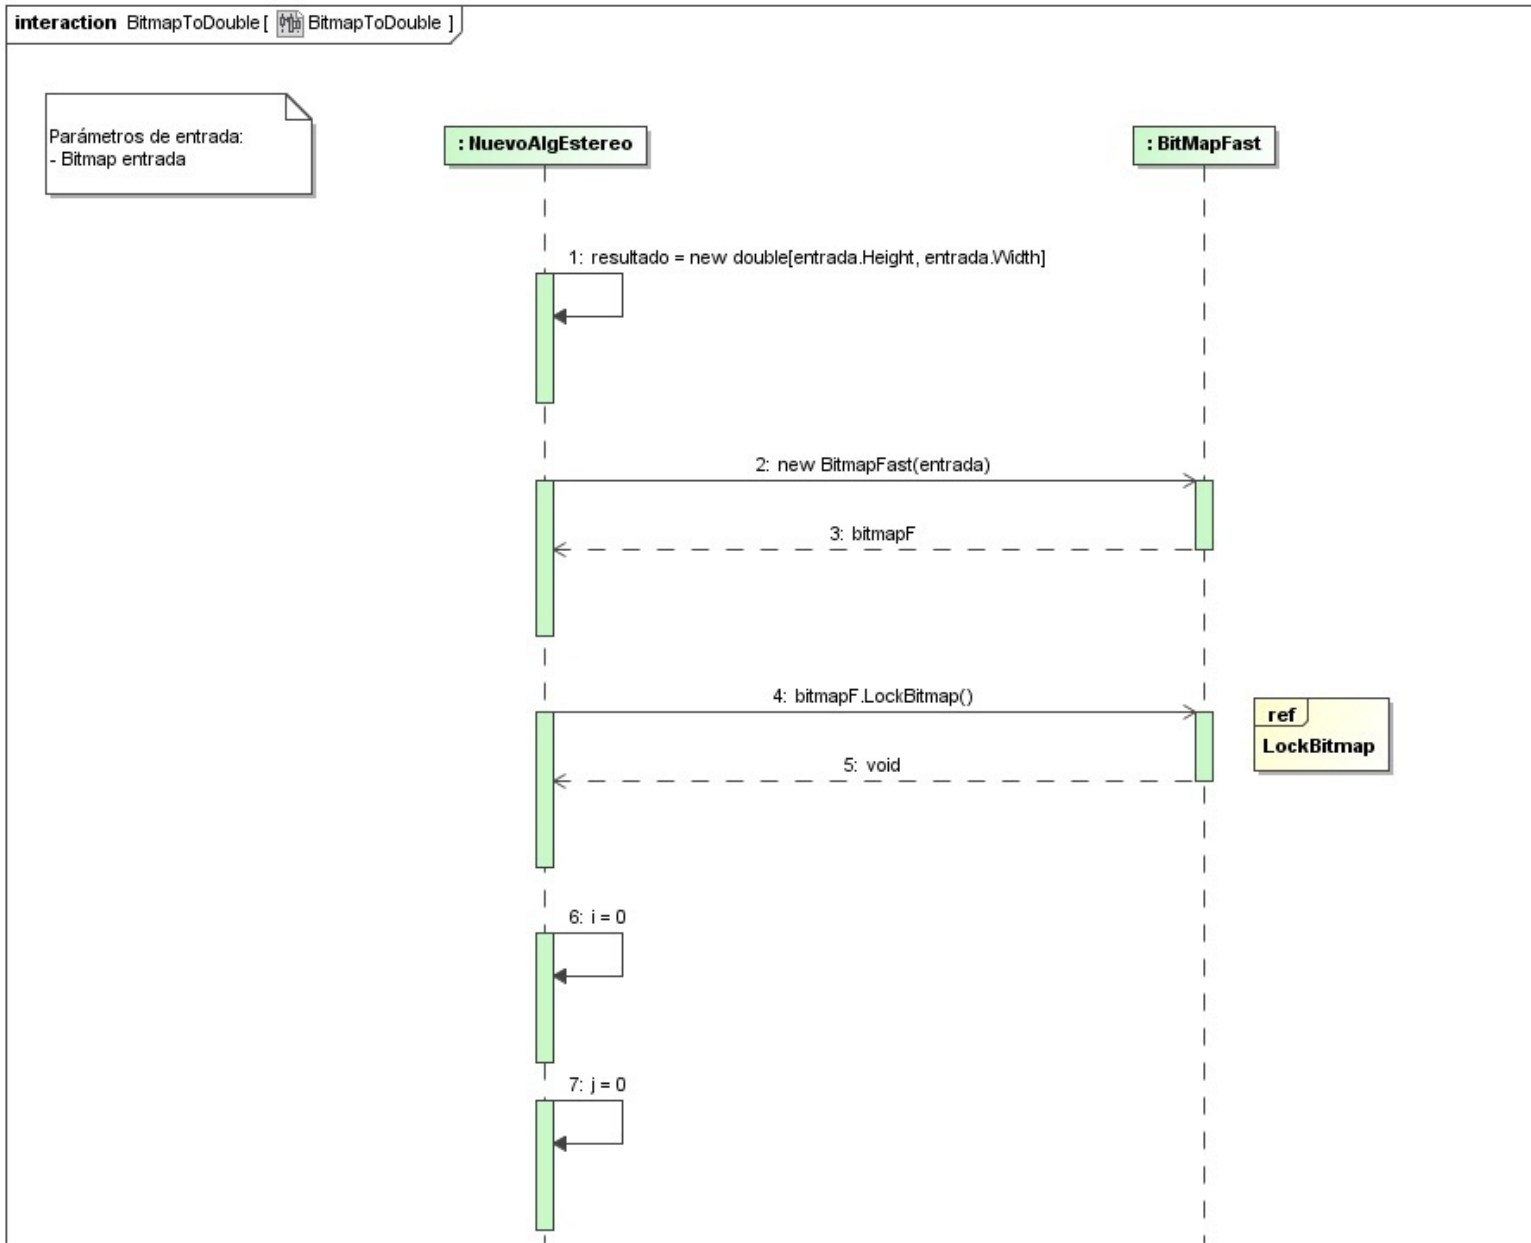 interaction BitmapToDouble[ BitmapToDouble ]
Parámetros de entrada:
- Bitmap entrada
: NuevoAlgEstereo
: BitMapFast
1: resultado = new double[entrada.Height, entrada.Width]
2: new BitmapFast(entrada)
3: bitmapF
4: bitmapF.LockBitmap()
ref
LockBitmap
5: void
6: i = 0
7: j = 0